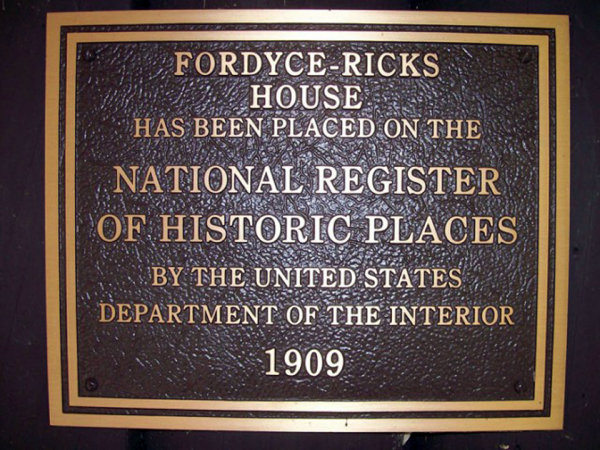 FORDYCE-RICKS
HOUSE
HAS BEEN PLACED ON THE
NATIONAL REGISTER
OF HISTORIC PLACES
BY THE UNITED STATES
DEPARTMENT OF THE INTERIOR
1909